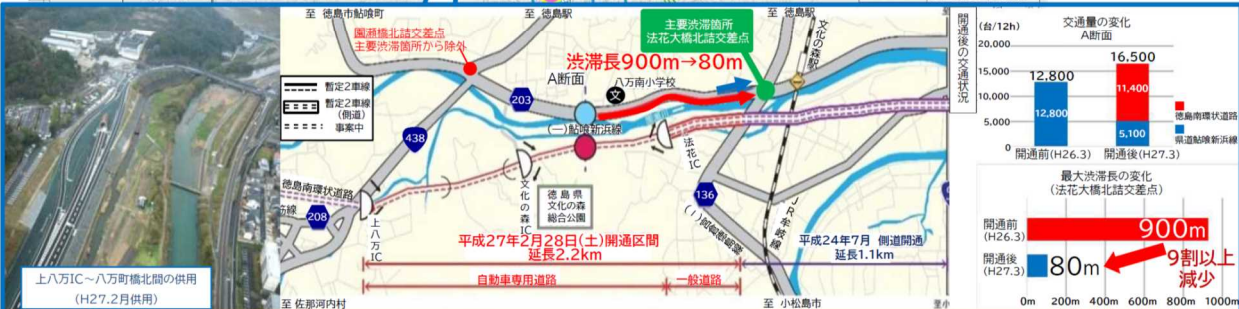 上八万IC～八万町橋北間の供用
(H27.2月供用)
至 徳島市鮎喰町
至 徳島駅
至 徳島駅
園瀬橋北詰交差点
主要渋滞箇所から除外
主要渋滞箇所
法花大橋北詰交差点
渋滞長900m→80m
A断面
八万南小学校
文
文化の森駅
暫定2車線
暫定2車線
(側道)
事業中
203
(一)鮎喰新浜線
438
法花IC
徳島南環状道路
文化の森IC
徳島県
文化の森
総合公園
208
上八万IC
136
JR牟岐線
平成27年2月28日(土)開通区間
延長2.2km
平成24年7月 側道開通
延長1.1km
自動車専用道路
一般道路
至 佐那河内村
至 小松島市
開通後の交通状況
交通量の変化
A断面
(台/12h)
20,000
15,000
10,000
5,000
0
12,800
12,800
16,500
11,400
5,100
開通前(H26.3)
開通後(H27.3)
徳島南環状道路
県道鮎喰新浜線
最大渋滞長の変化
(法花大橋北詰交差点)
開通前
(H26.3)
900m
開通後
(H27.3)
80m
9割以上
減少
0m 200m 400m 600m 800m 1000m